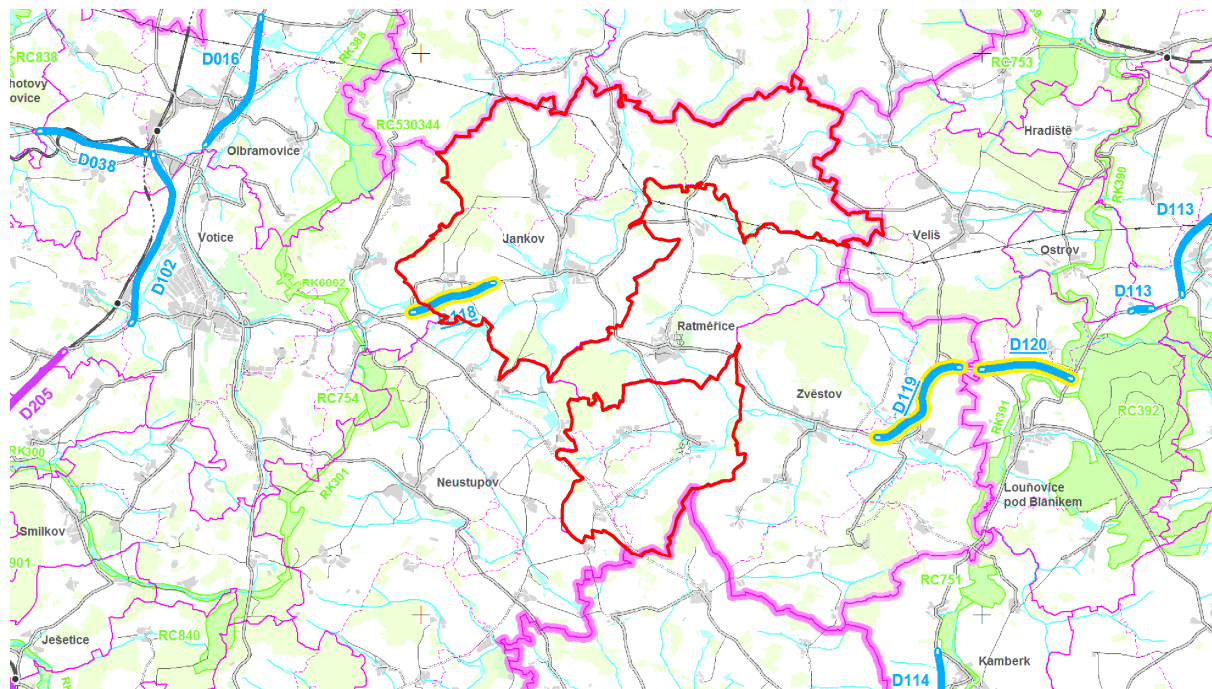 RC838
hotovy
ovice
D016
RK388
RC753
RC530344
Hradiště
Olbramovice
D038
RK390
D113
Votice
Jankov
Veliš
Ostrov
D102
RK6002
D113
D118
Ratměřice
D120
D205
RC754
Zvěstov
D119
RK391
RC392
RK300
RK301
Neustupov
Louňovice
pod Blaníkem
Smilkov
901
RC751
RC840
Ješetice
Kamberk
D114